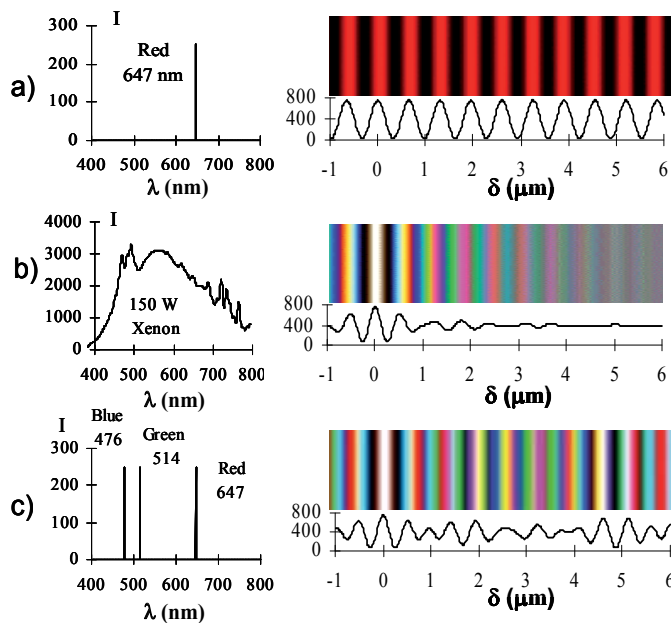 a)
I
300
200
100
0
400 500 600 700 800
λ (nm)
Red
647 nm
800
400
0
-1 0 1 2 3 4 5 6
δ (μm)
b)
I
4000
3000
2000
1000
0
400 500 600 700 800
λ (nm)
150 W
Xenon
800
400
0
-1 0 1 2 3 4 5 6
δ (μm)
c)
I
300
200
100
0
400 500 600 700 800
λ (nm)
Blue
476
Green
514
Red
647
800
400
0
-1 0 1 2 3 4 5 6
δ (μm)